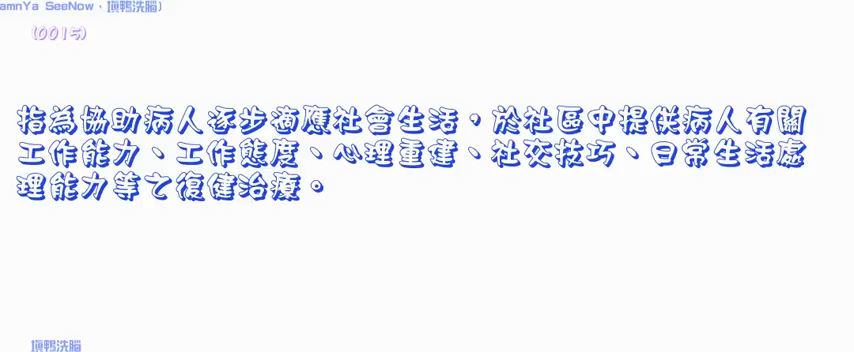 amnYa SeeNow，填鴨洗腦)
(0015)
指為協助病人逐步適應社會生活，於社區中提供病人有關
工作能力、工作態度、心理重建、社交技巧、日常生活處
理能力等之復健治療。
填鴨洗腦